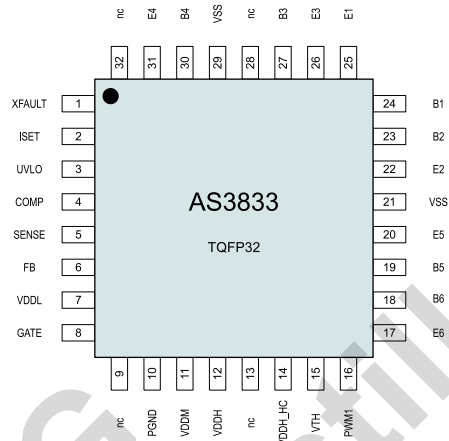 nc E4 B4 VSS nc B3 E3 E1
32 31 30 29 28 27 26 25
XFAULT 1
ISET 2
UVLO 3
COMP 4
SENSE 5
FB 6
VDDL 7
GATE 8
AS3833
TQFP32
24 B1
23 B2
22 E2
21 VSS
20 E5
19 B5
18 B6
17 E6
9 10 11 12 13 14 15 16
nc PGND VDDM VDDH nc VDDH_HC VTH PWM1